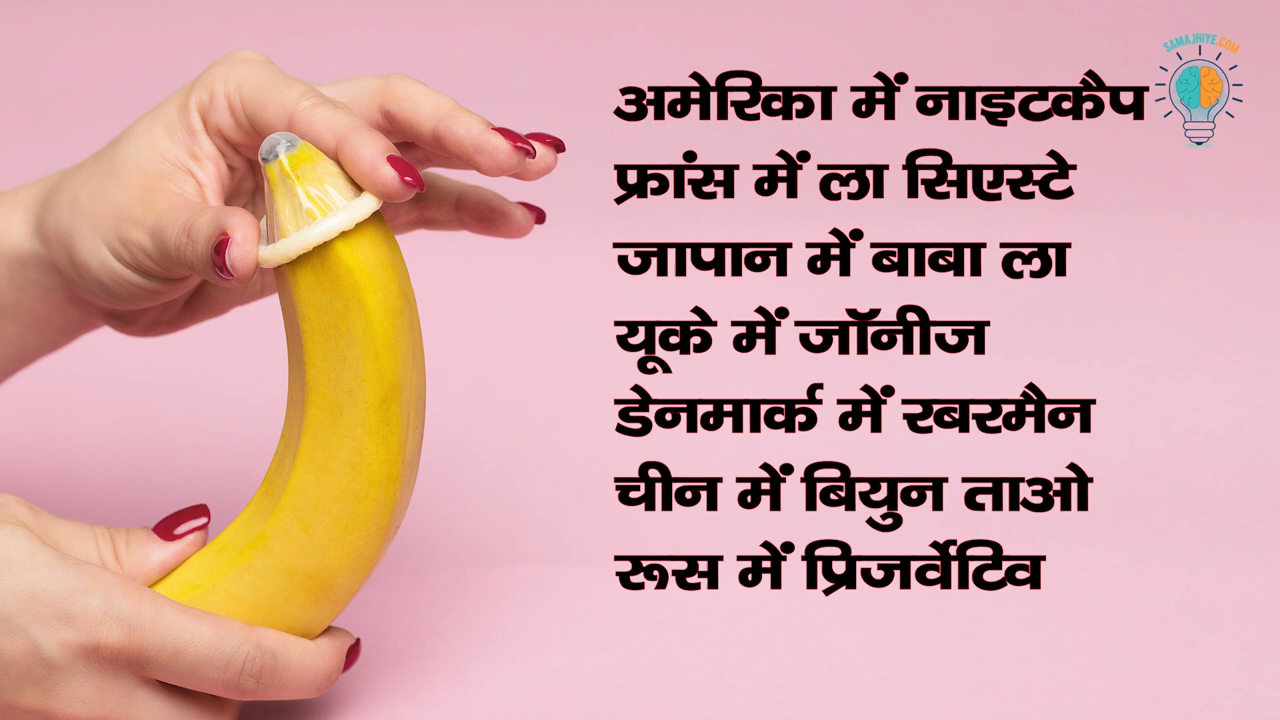 SAMAJHIYE.COM
अमेरिका में नाइटकैप
फ्रांस में ला सिएस्टे
जापान में बाबा ला
यूके में जॉनीज
डेनमार्क में रबरमैन
चीन में बियुन ताओ
रूस में प्रिजर्वेटिव